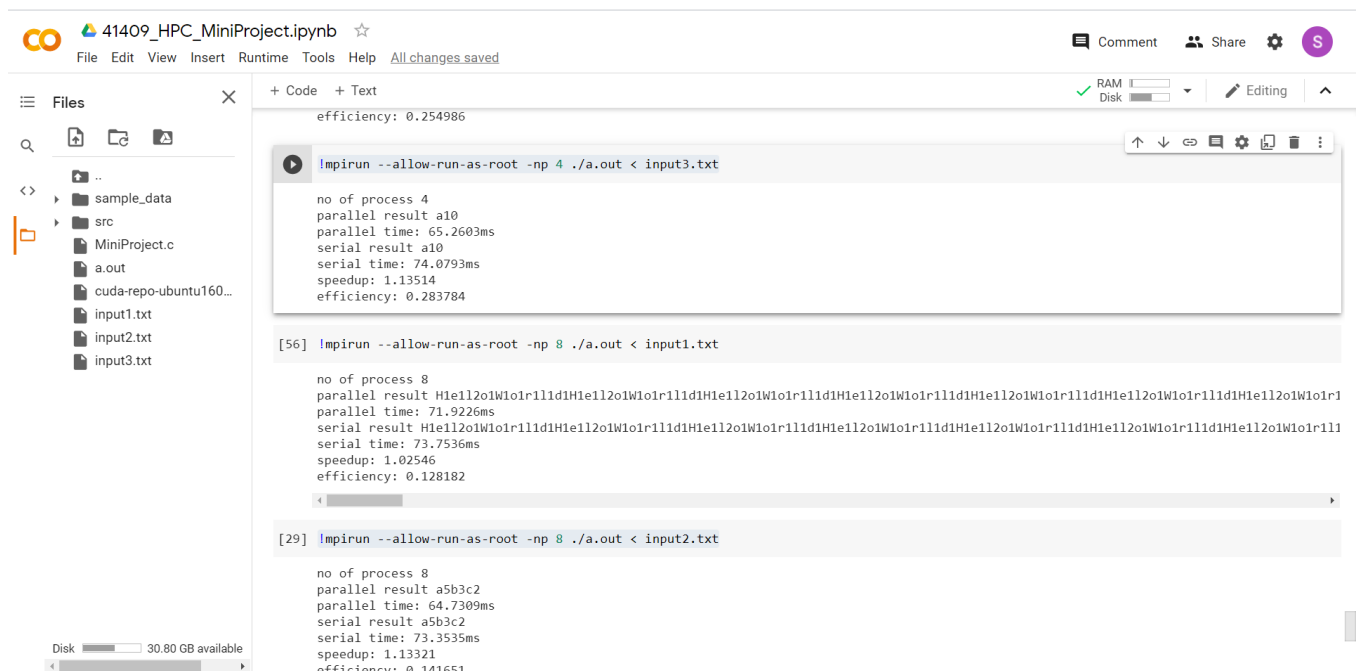 41409_HPC_MiniProject.ipynb
File Edit View Insert Runtime Tools Help All changes saved
Comment Share S
Files
+ Code + Text
RAM
Disk
Editing
..
sample_data
src
MiniProject.c
a.out
cuda-repo-ubuntu160...
input1.txt
input2.txt
input3.txt
Disk 30.80 GB available
efficiency: 0.254986
!mpirun --allow-run-as-root -np 4 ./a.out < input3.txt
no of process 4
parallel result a10
parallel time: 65.2603ms
serial result a10
serial time: 74.0793ms
speedup: 1.13514
efficiency: 0.283784
[56] !mpirun --allow-run-as-root -np 8 ./a.out < input1.txt
no of process 8
parallel result H1e1l2o1W1o1r1l1d1H1e1l2o1W1o1r1l1d1H1e1l2o1W1o1r1l1d1H1e1l2o1W1o1r1l1d1H1e1l2o1W1o1r1l1d1H1e1l2o1W1o1r1
parallel time: 71.9226ms
serial result H1e1l2o1W1o1r1l1d1H1e1l2o1W1o1r1l1d1H1e1l2o1W1o1r1l1d1H1e1l2o1W1o1r1l1d1H1e1l2o1W1o1r1l1d1H1e1l2o1W1o1r1l1
serial time: 73.7536ms
speedup: 1.02546
efficiency: 0.128182
[29] !mpirun --allow-run-as-root -np 8 ./a.out < input2.txt
no of process 8
parallel result a5b3c2
parallel time: 64.7309ms
serial result a5b3c2
serial time: 73.3535ms
speedup: 1.13321
efficiency: 0.141651